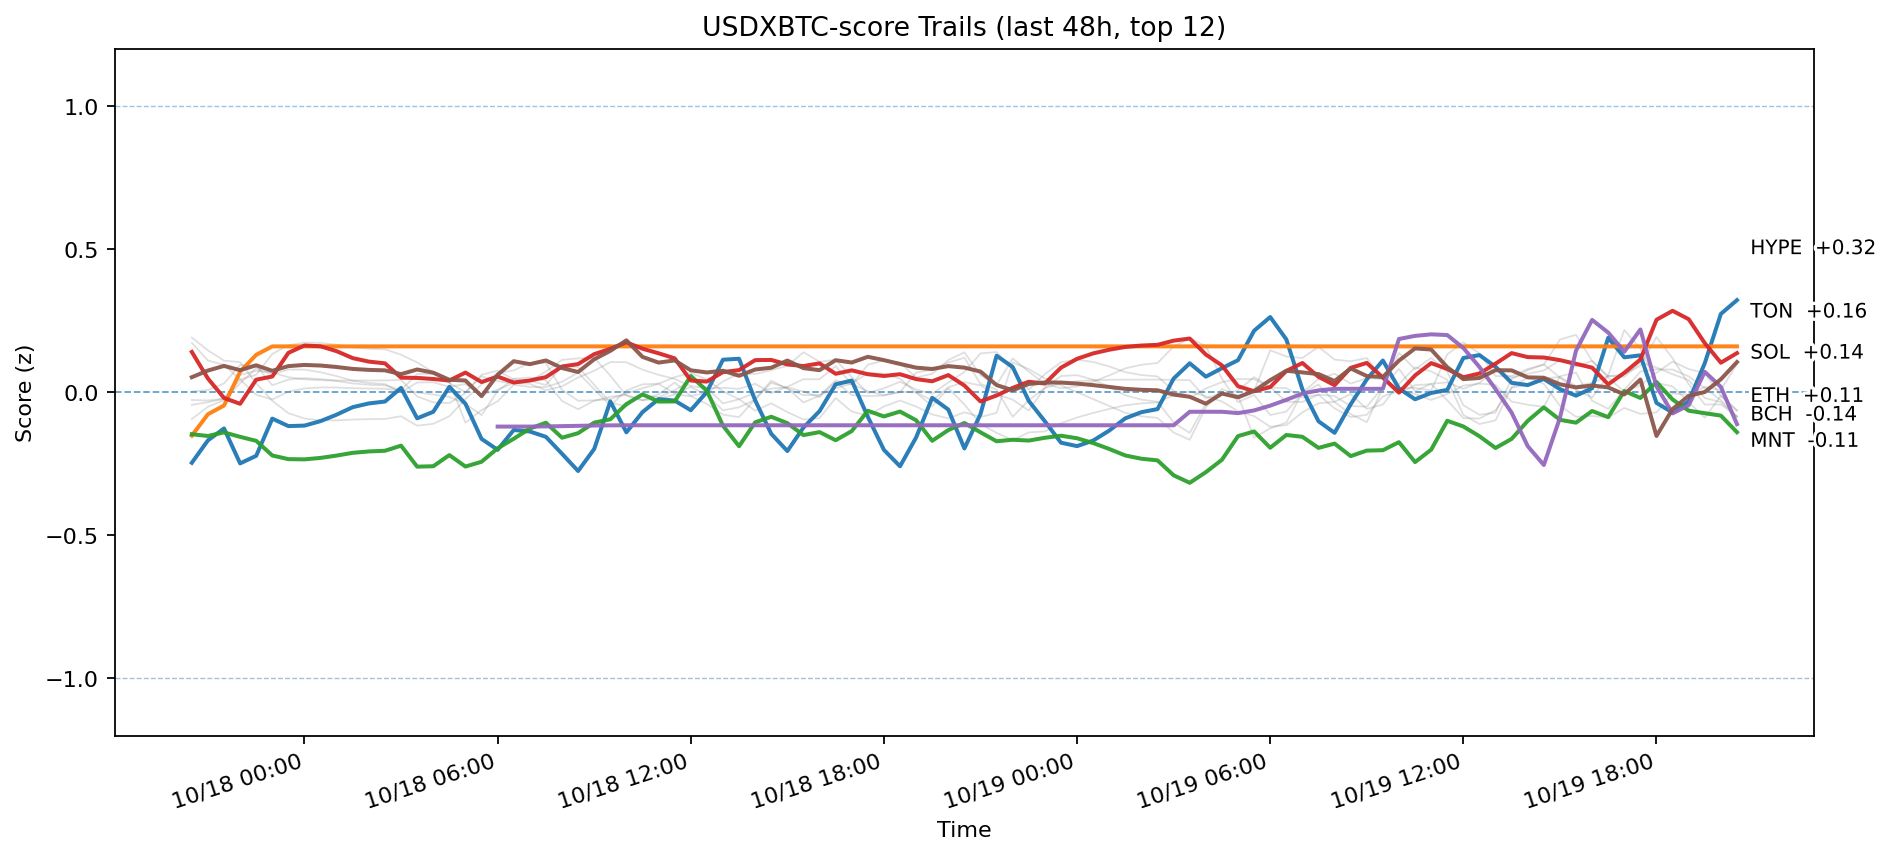 USDXBTC-score Trails (last 48h, top 12)
Score (z)
1.0
0.5
0.0
−0.5
−1.0
HYPE +0.32
TON +0.16
SOL +0.14
ETH +0.11
BCH -0.14
MNT -0.11
10/18 00:00
10/18 06:00
10/18 12:00
10/18 18:00
10/19 00:00
10/19 06:00
10/19 12:00
10/19 18:00
Time